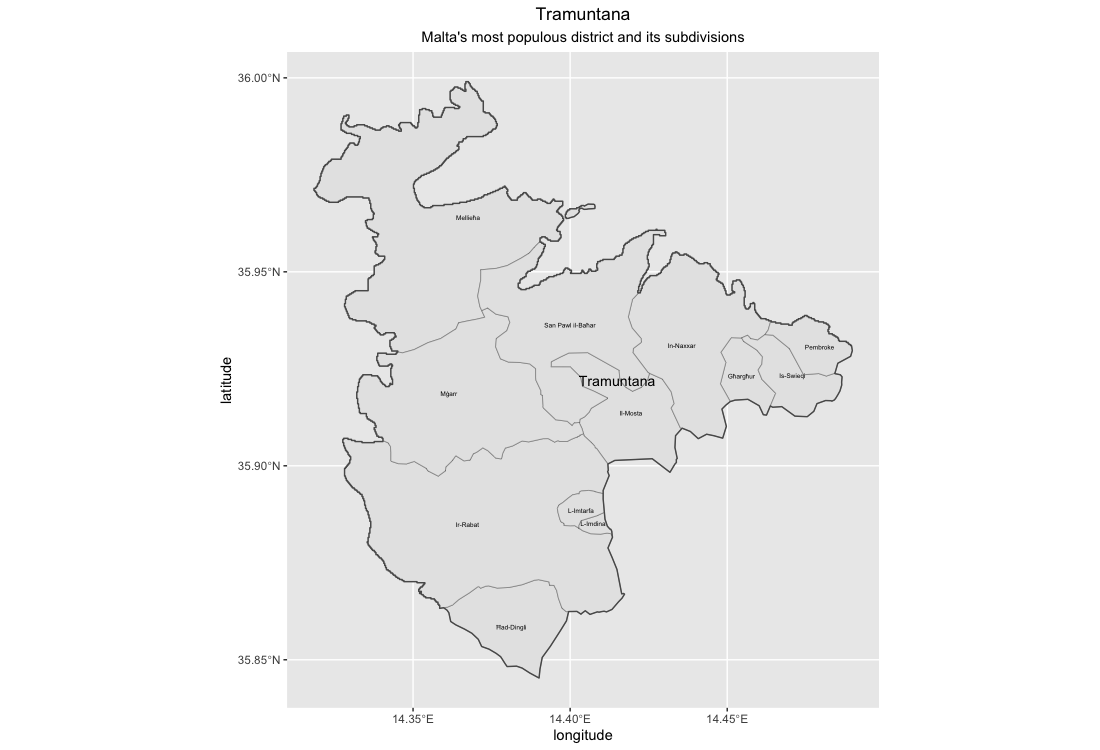 Tramuntana
Malta's most populous district and its subdivisions
36.00°N
35.95°N
35.90°N
35.85°N
latitude
Mellieħa
San Pawl il-Baħar
In-Naxxar
Pembroke
Għargħur
Is-Swieqi
Tramuntana
Mġarr
Il-Mosta
L-Imtarfa
L-Imdina
Ir-Rabat
Ħad-Dingli
14.35°E
14.40°E
14.45°E
longitude